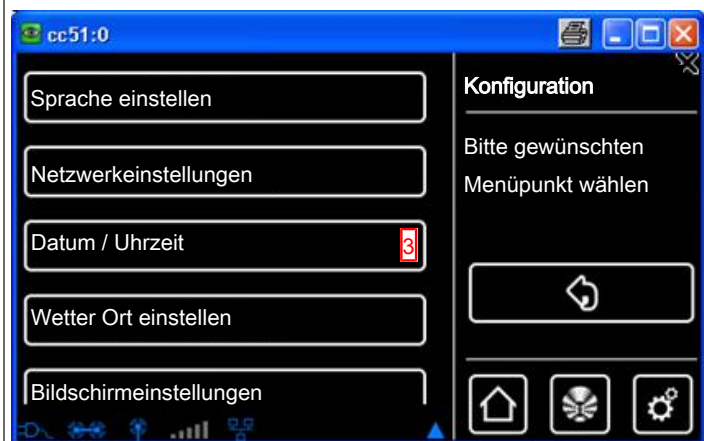 cc51:0
Sprache einstellen
Netzwerkeinstellungen
Datum / Uhrzeit 3
Wetter Ort einstellen
Bildschirmeinstellungen
Konfiguration
Bitte gewünschten
Menüpunkt wählen